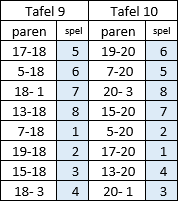 Tafel 9 Tafel 10
paren spel paren spel
17-18 5 19-20 6
5-18 6 7-20 5
18- 1 7 20- 3 8
13-18 8 15-20 7
7-18 1 5-20 2
19-18 2 17-20 1
15-18 3 13-20 4
18- 3 4 20- 1 3